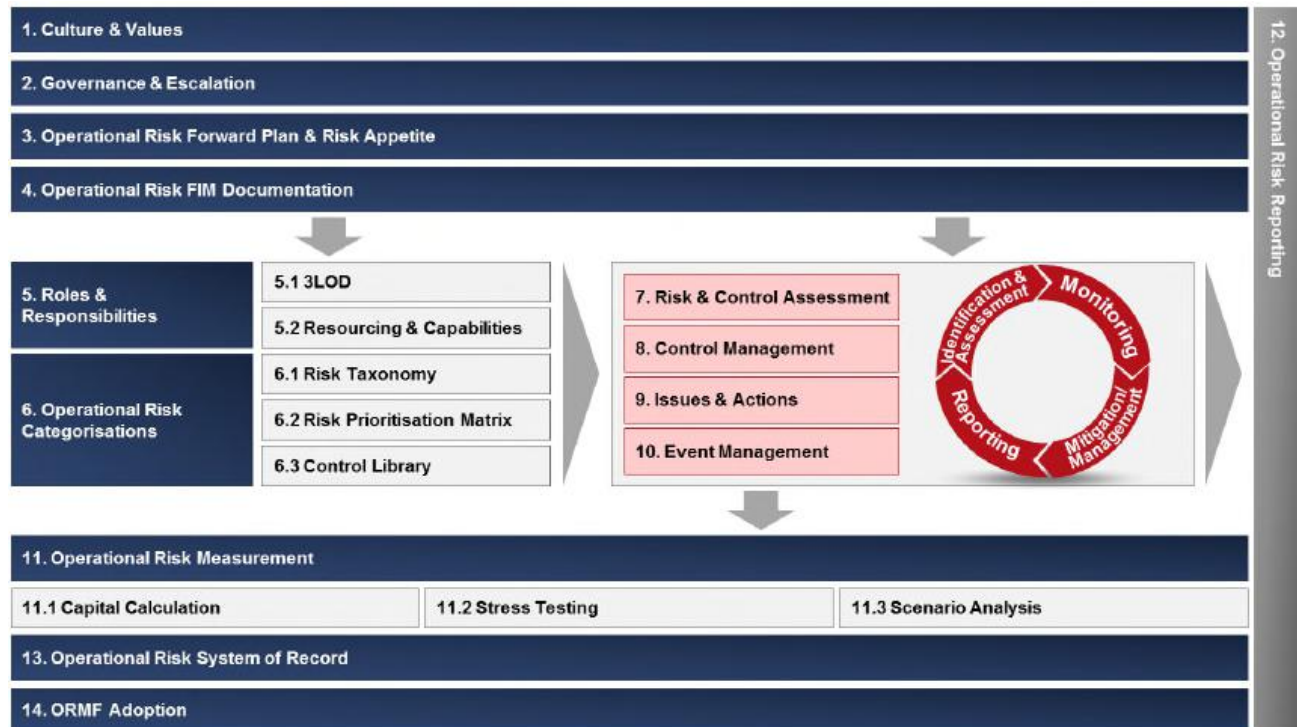 1. Culture & Values
2. Governance & Escalation
3. Operational Risk Forward Plan & Risk Appetite
4. Operational Risk FIM Documentation
5. Roles &
Responsibilities
5.1 3LOD
5.2 Resourcing & Capabilities
6. Operational Risk
Categorisations
6.1 Risk Taxonomy
6.2 Risk Prioritisation Matrix
6.3 Control Library
7. Risk & Control Assessment
8. Control Management
9. Issues & Actions
10. Event Management
Identification &
Assessment
Monitoring
Mitigation/
Management
Reporting
11. Operational Risk Measurement
11.1 Capital Calculation
11.2 Stress Testing
11.3 Scenario Analysis
13. Operational Risk System of Record
14. ORMF Adoption
12. Operational Risk Reporting